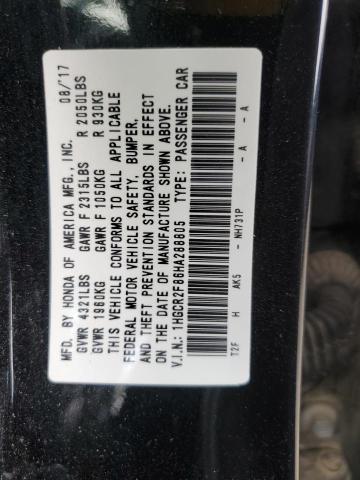 MFD. BY HONDA OF AMERICA MFG., INC. 08/'17
GVWR 4321LBS GAWR F 2315LBS R 2050LBS
GVWR 1960KG GAWR F 1050KG R 930KG
THIS VEHICLE CONFORMS TO ALL APPLICABLE
FEDERAL MOTOR VEHICLE SAFETY, BUMPER,
AND THEFT PREVENTION STANDARDS IN EFFECT
ON THE DATE OF MANUFACTURE SHOWN ABOVE.
V.I.N.: 1HGCR2F86HA288805 TYPE: PASSENGER CAR
T2F H AK5 - NH731P - A - A